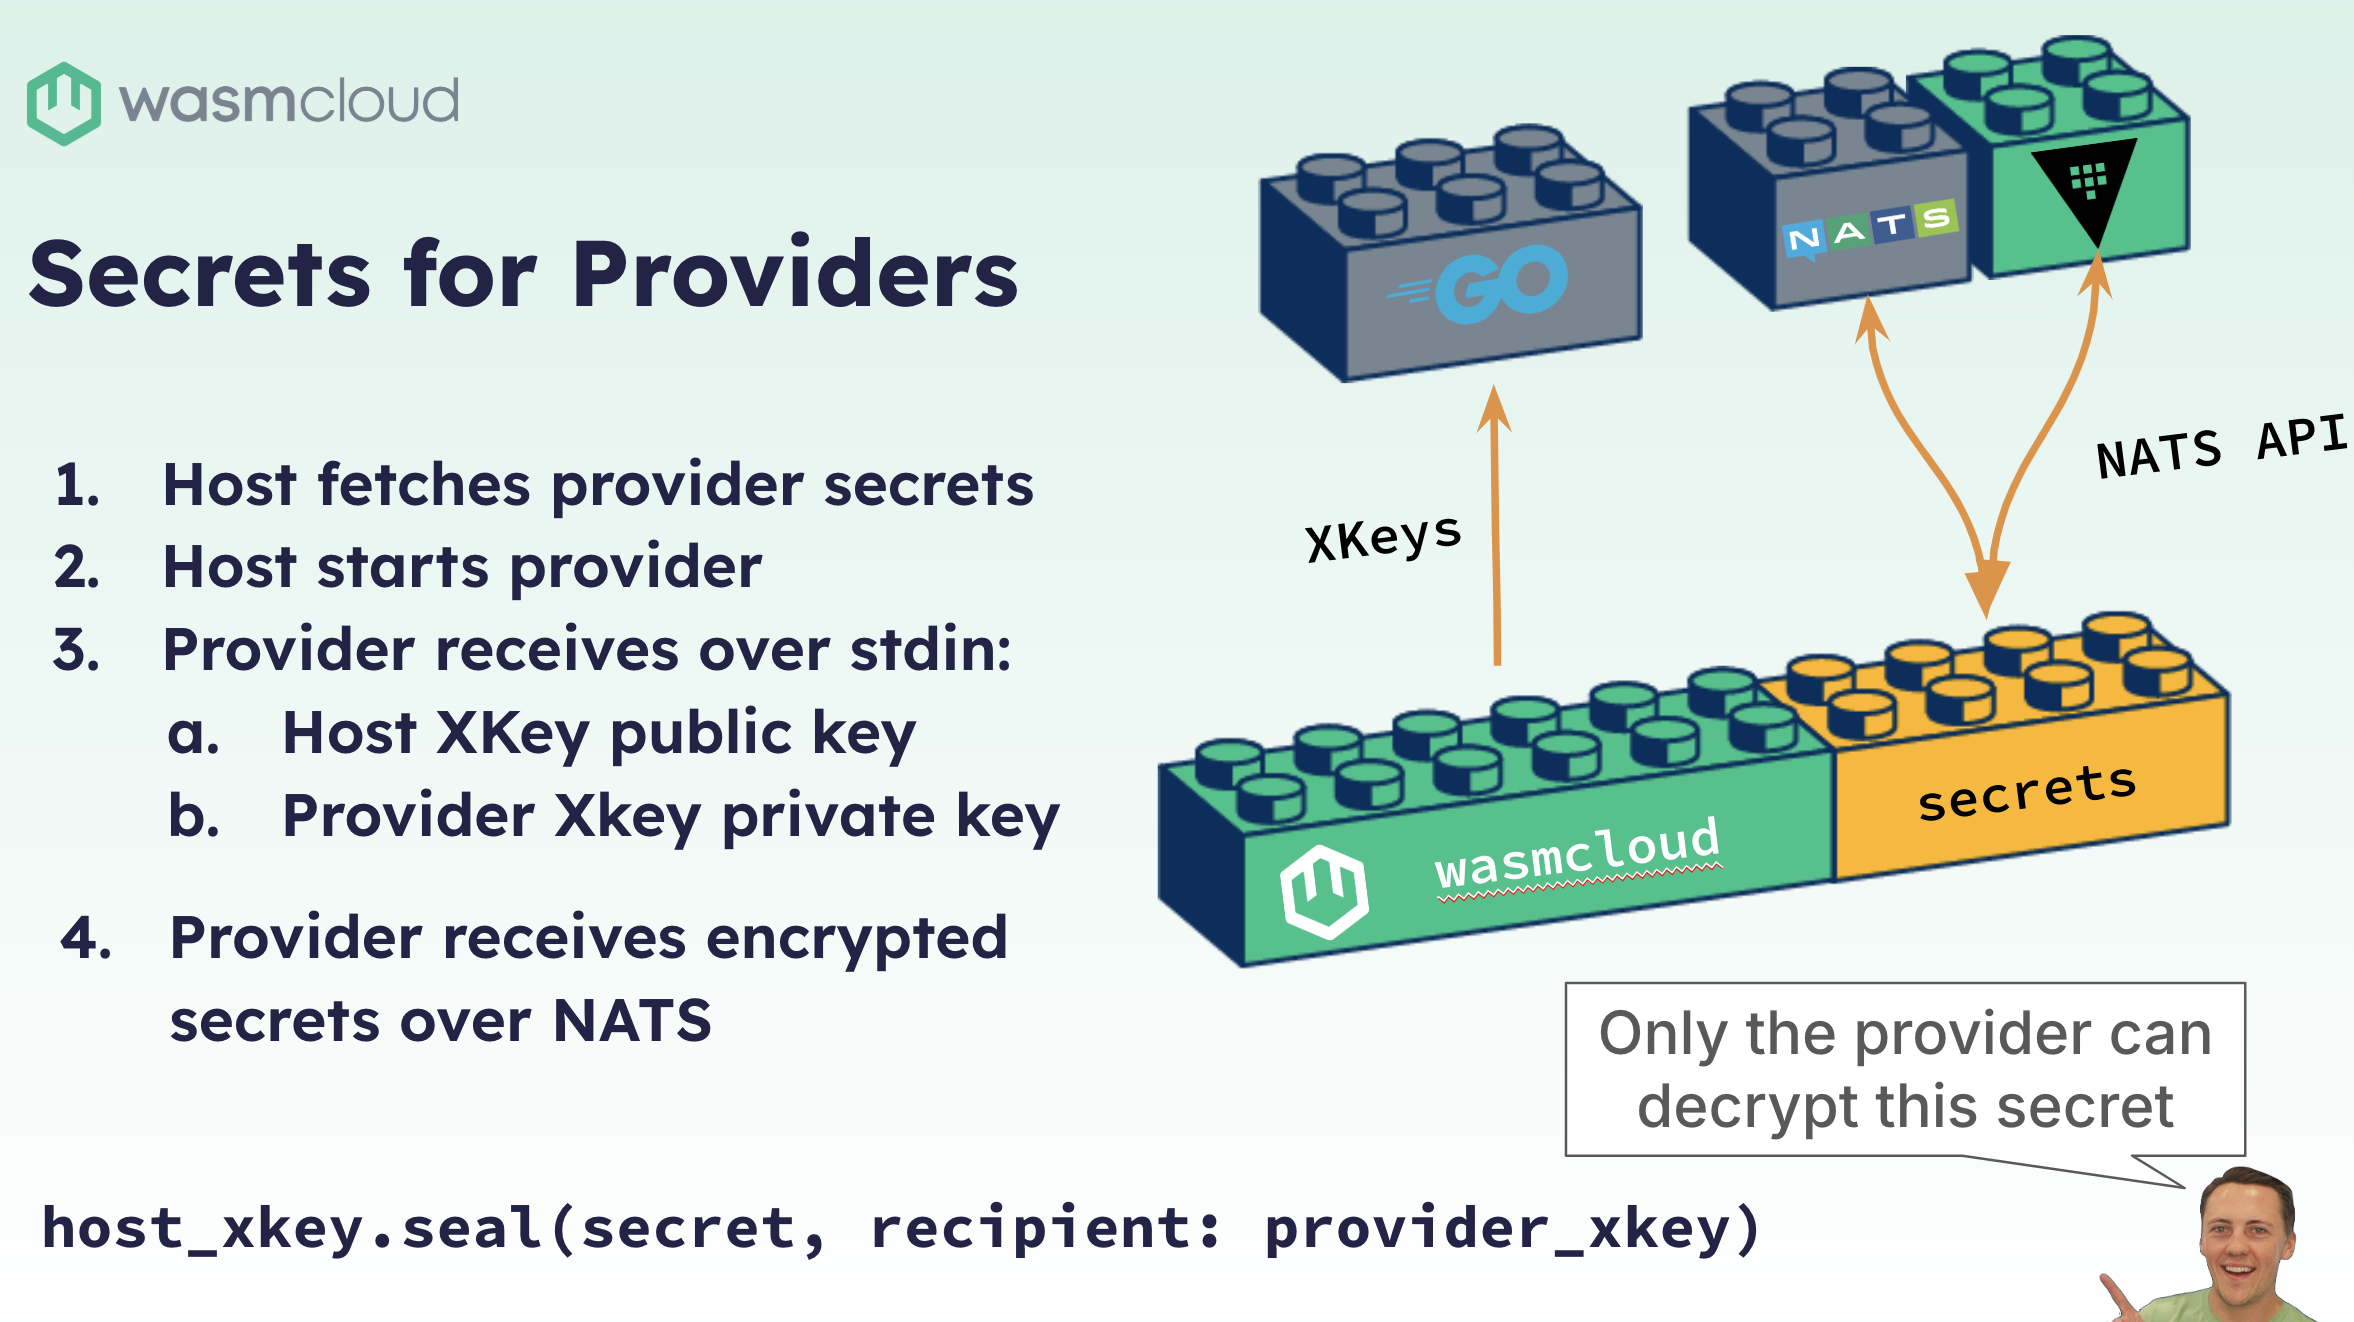 wasmcloud
Secrets for Providers
1. Host fetches provider secrets
2. Host starts provider
3. Provider receives over stdin:
a. Host XKey public key
b. Provider Xkey private key
4. Provider receives encrypted
secrets over NATS
host_xkey.seal(secret, recipient: provider_xkey)
GO
NATS
XKeys
NATS API
wasmcloud
secrets
Only the provider can
decrypt this secret